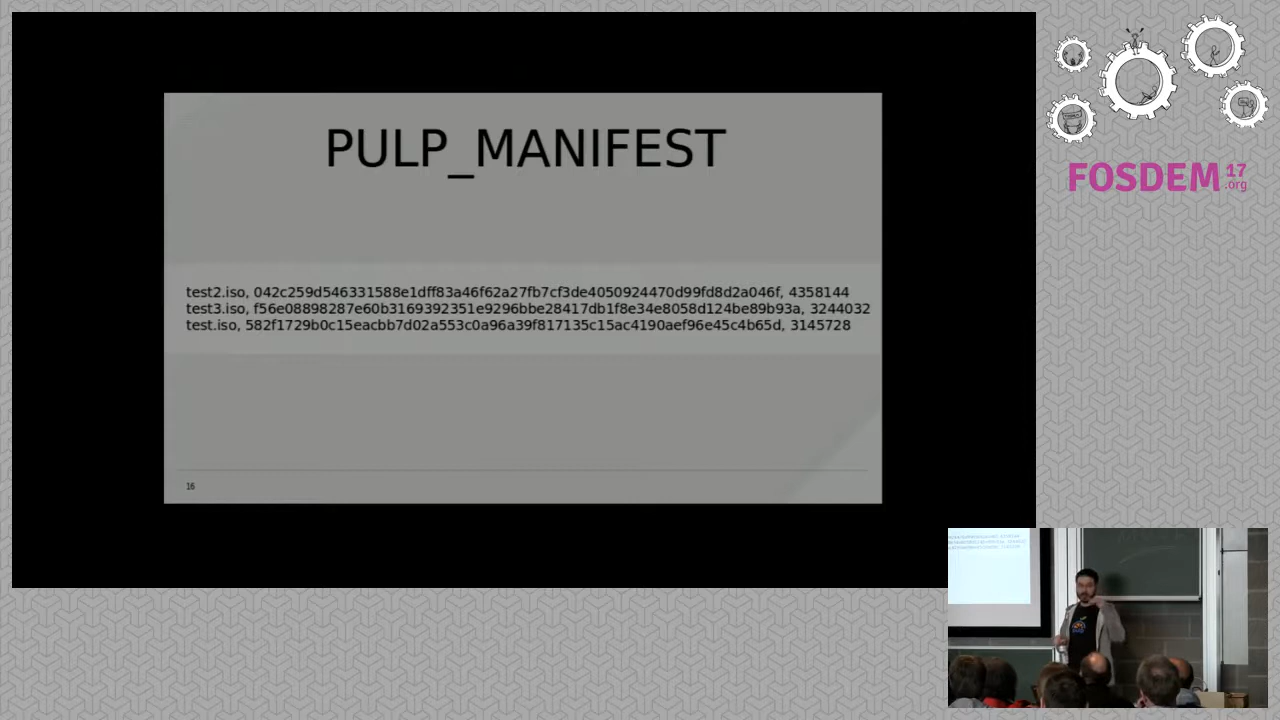 PULP_MANIFEST
test2.iso, 042c259d546331588e1dff83a46f62a27fb7cf3de4050924470d99fd8d2a046f, 4358144
test3.iso, f56e08898287e60b3169392351e9296bbe28417db1f8e34e8058d124be89b93a, 3244032
test.iso, 582f1729b0c15eacbb7d02a553c0a96a39f817135c15ac4190aef96e45c4b65d, 3145728
16
FOSDEM 17
.org